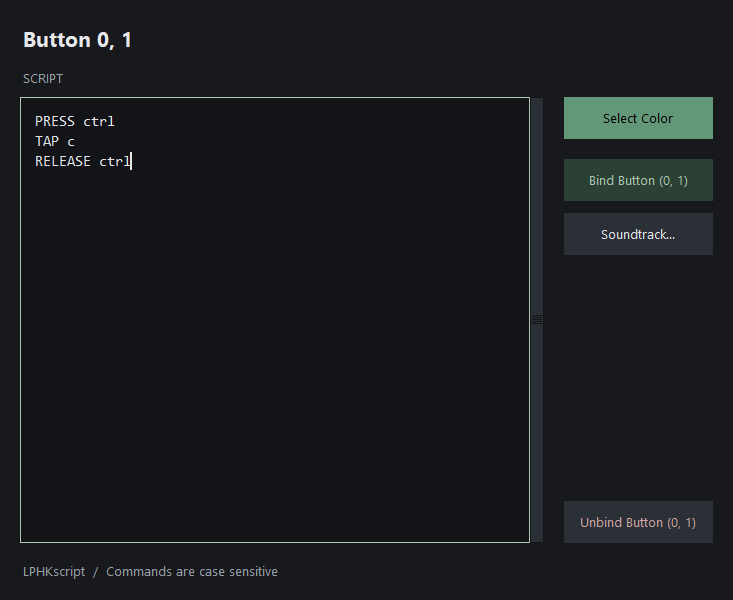 Button 0, 1
SCRIPT
PRESS ctrl
TAP c
RELEASE ctrl
Select Color
Bind Button (0, 1)
Soundtrack...
Unbind Button (0, 1)
LPHKscript / Commands are case sensitive